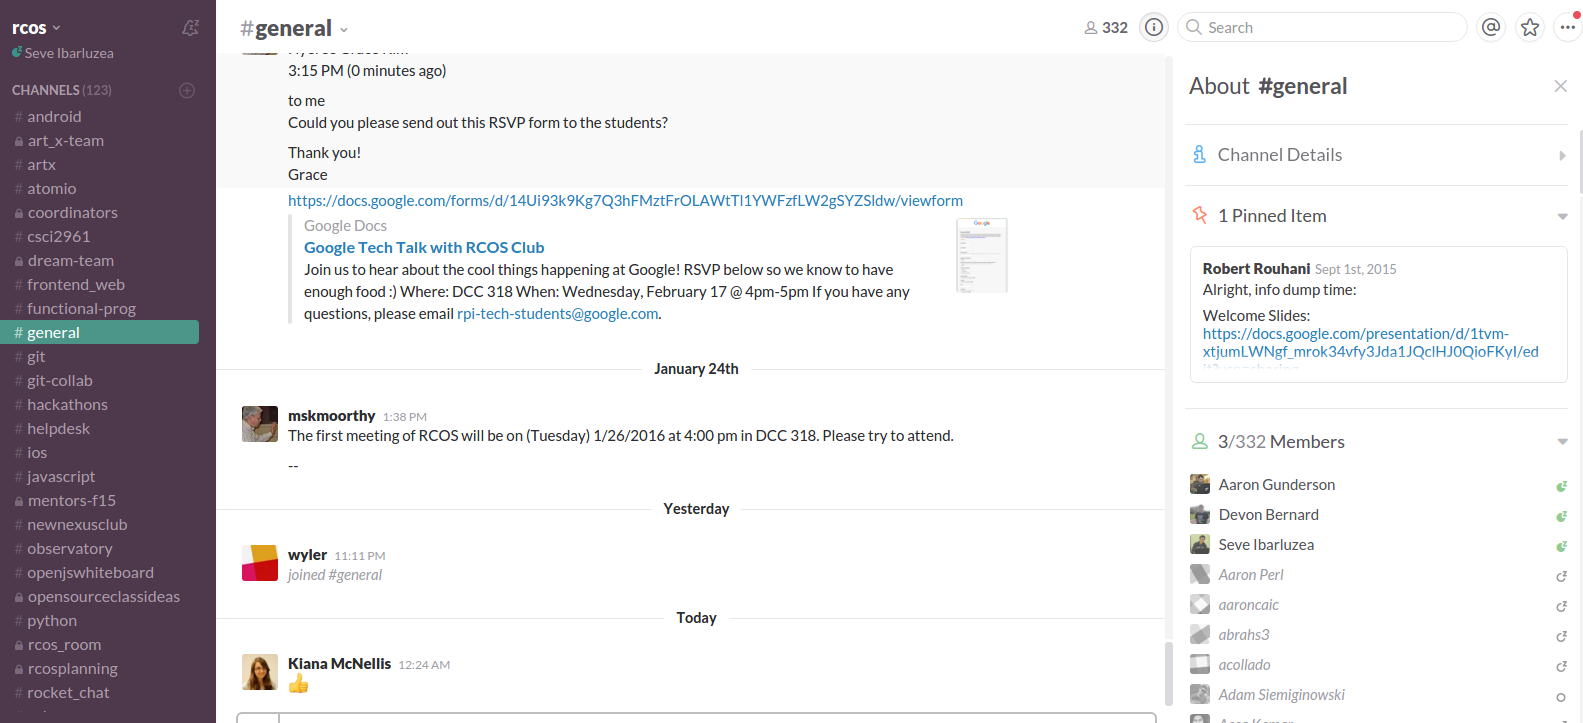 rcos
Seve Ibarluzea
CHANNELS (123)
# android
art_x-team
# artx
# atomio
coordinators
# csci2961
dream-team
# frontend_web
# functional-prog
# general
# git
# git-collab
# hackathons
# helpdesk
# ios
# javascript
mentors-f15
# newnexusclub
# observatory
# openjswhiteboard
opensourceclassideas
# python
rcos_room
rcosplanning
# rocket_chat
#general
332
Search
3:15 PM (0 minutes ago)
to me
Could you please send out this RSVP form to the students?
Thank you!
Grace
https://docs.google.com/forms/d/14Ui93k9Kg7Q3hFMztFrOLAWtTl1YWFzfLW2gSYZSldw/viewform
Google Docs
Google Tech Talk with RCOS Club
Join us to hear about the cool things happening at Google! RSVP below so we know to have
enough food :) Where: DCC 318 When: Wednesday, February 17 @ 4pm-5pm If you have any
questions, please email rpi-tech-students@google.com.
Google
January 24th
mskmoorthy 1:38 PM
The first meeting of RCOS will be on (Tuesday) 1/26/2016 at 4:00 pm in DCC 318. Please try to attend.
--
Yesterday
wyler 11:11 PM
joined #general
Today
Kiana McNellis 12:24 AM
About #general
Channel Details
1 Pinned Item
Robert Rouhani Sept 1st, 2015
Alright, info dump time:
Welcome Slides:
https://docs.google.com/presentation/d/1tvm-
xtjumLWNgf_mrok34vfy3Jda1JQclHJ0QioFKyI/ed
3/332 Members
Aaron Gunderson
Devon Bernard
Seve Ibarluzea
Aaron Perl
aaroncaic
abrahs3
acollado
Adam Siemiginowski